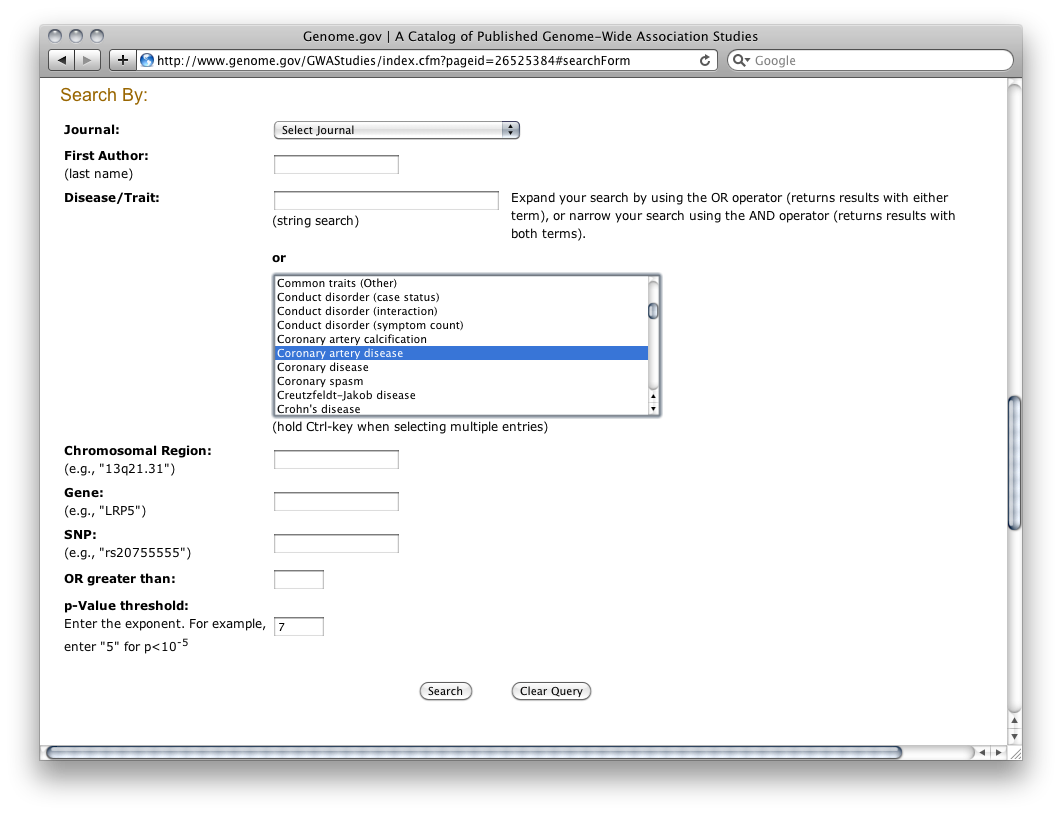 Genome.gov | A Catalog of Published Genome-Wide Association Studies
http://www.genome.gov/GWAStudies/index.cfm?pageid=26525384#searchForm
Google
Search By:
Journal:
Select Journal
First Author:
(last name)
Disease/Trait:
(string search)
Expand your search by using the OR operator (returns results with either
term), or narrow your search using the AND operator (returns results with
both terms).
or
Common traits (Other)
Conduct disorder (case status)
Conduct disorder (interaction)
Conduct disorder (symptom count)
Coronary artery calcification
Coronary artery disease
Coronary disease
Coronary spasm
Creutzfeldt-Jakob disease
Crohn's disease
(hold Ctrl-key when selecting multiple entries)
Chromosomal Region:
(e.g., "13q21.31")
Gene:
(e.g., "LRP5")
SNP:
(e.g., "rs20755555")
OR greater than:
p-Value threshold:
Enter the exponent. For example,
enter "5" for p<10⁻⁵
7
Search
Clear Query